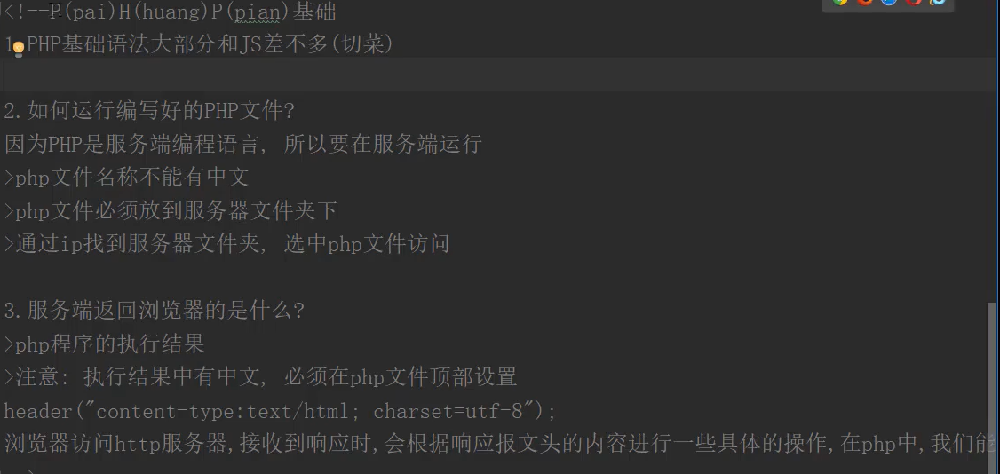 <!--P(pai)H(huang)P(pian)基础
1.PHP基础语法大部分和JS差不多(切菜)
2.如何运行编写好的PHP文件?
因为PHP是服务端编程语言, 所以要在服务端运行
>php文件名称不能有中文
>php文件必须放到服务器文件夹下
>通过ip找到服务器文件夹, 选中php文件访问
3.服务端返回浏览器的是什么?
>php程序的执行结果
>注意: 执行结果中有中文, 必须在php文件顶部设置
header("content-type:text/html; charset=utf-8");
浏览器访问http服务器,接收到响应时,会根据响应报文头的内容进行一些具体的操作,在php中,我们能